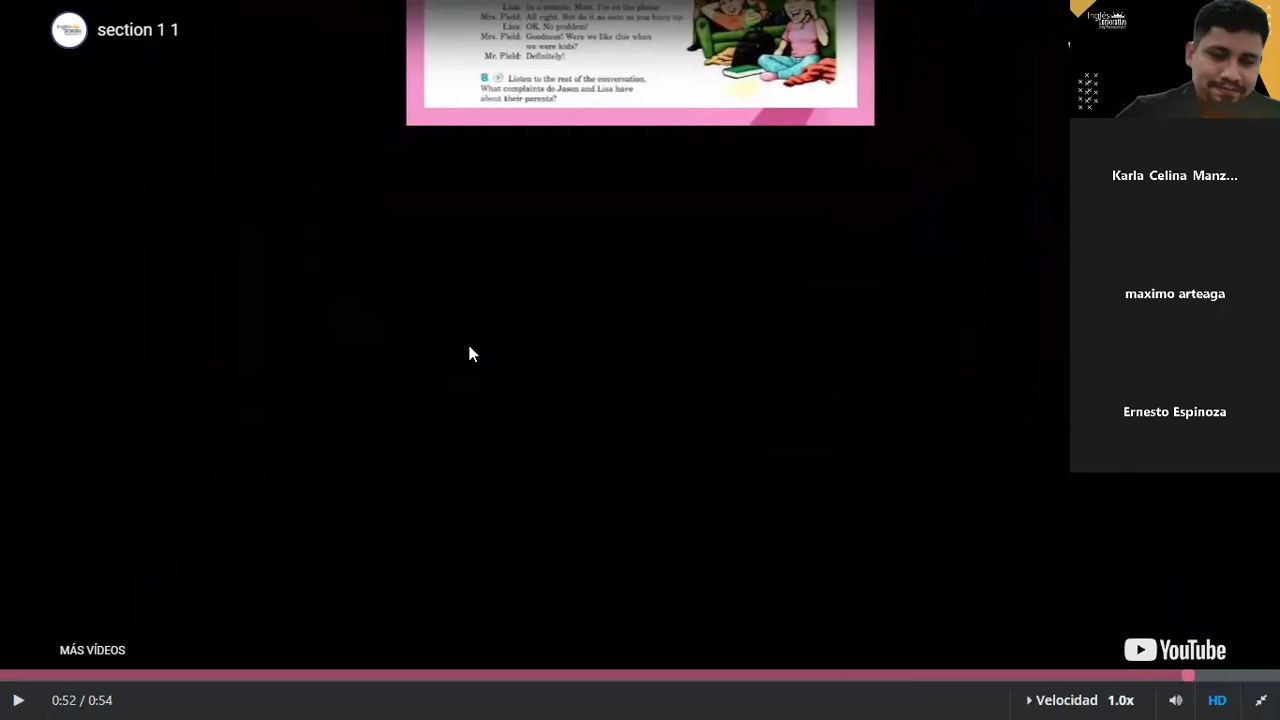 section 1 1
Lisa: In a minute, Mom. I'm on the phone.
Mrs. Field: All right. But do it as soon as you hang up.
Lisa: OK. No problem!
Mrs. Field: Goodness! Were we like this when
we were kids?
Mr. Field: Definitely!
B Listen to the rest of the conversation.
What complaints do Jason and Lisa have
about their parents?
Inglés
Corporativo
Karla Celina Manz...
maximo arteaga
Ernesto Espinoza
MÁS VÍDEOS
YouTube
0:52 / 0:54
Velocidad 1.0x
HD